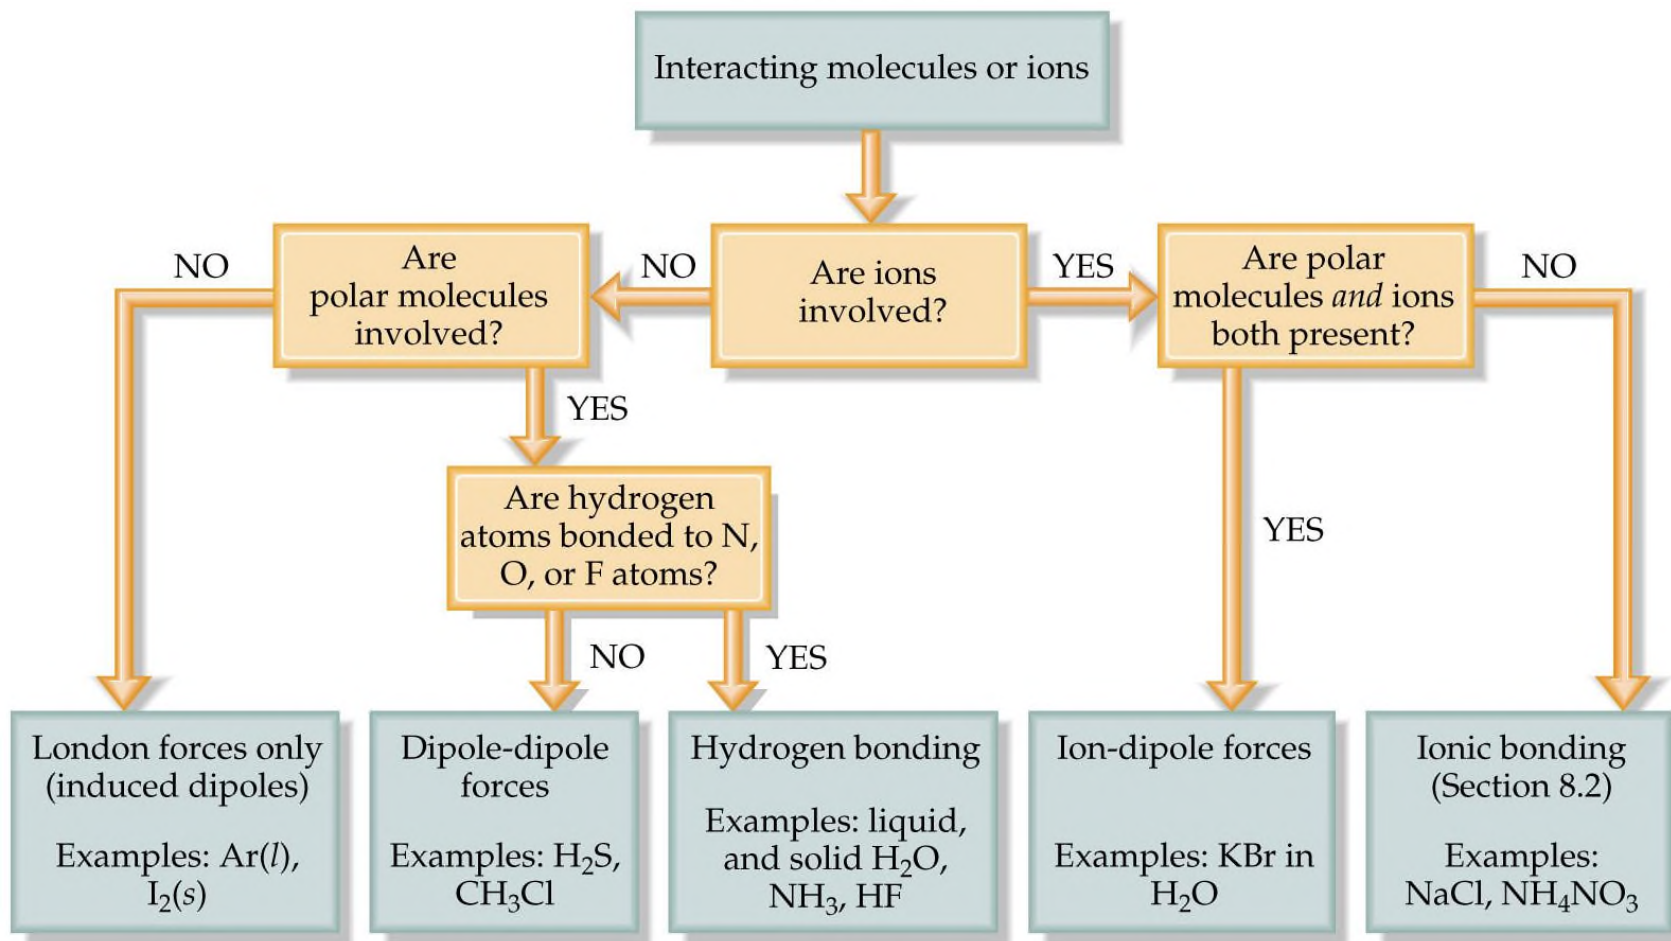 Interacting molecules or ions
NO
Are
polar molecules
involved?
NO
Are ions
involved?
YES
Are polar
molecules and ions
both present?
NO
YES
Are hydrogen
atoms bonded to N,
O, or F atoms?
YES
NO
YES
London forces only
(induced dipoles)
Examples: Ar(l),
I₂(s)
Dipole-dipole
forces
Examples: H₂S,
CH₃Cl
Hydrogen bonding
Examples: liquid,
and solid H₂O,
NH₃, HF
Ion-dipole forces
Examples: KBr in
H₂O
Ionic bonding
(Section 8.2)
Examples:
NaCl, NH₄NO₃